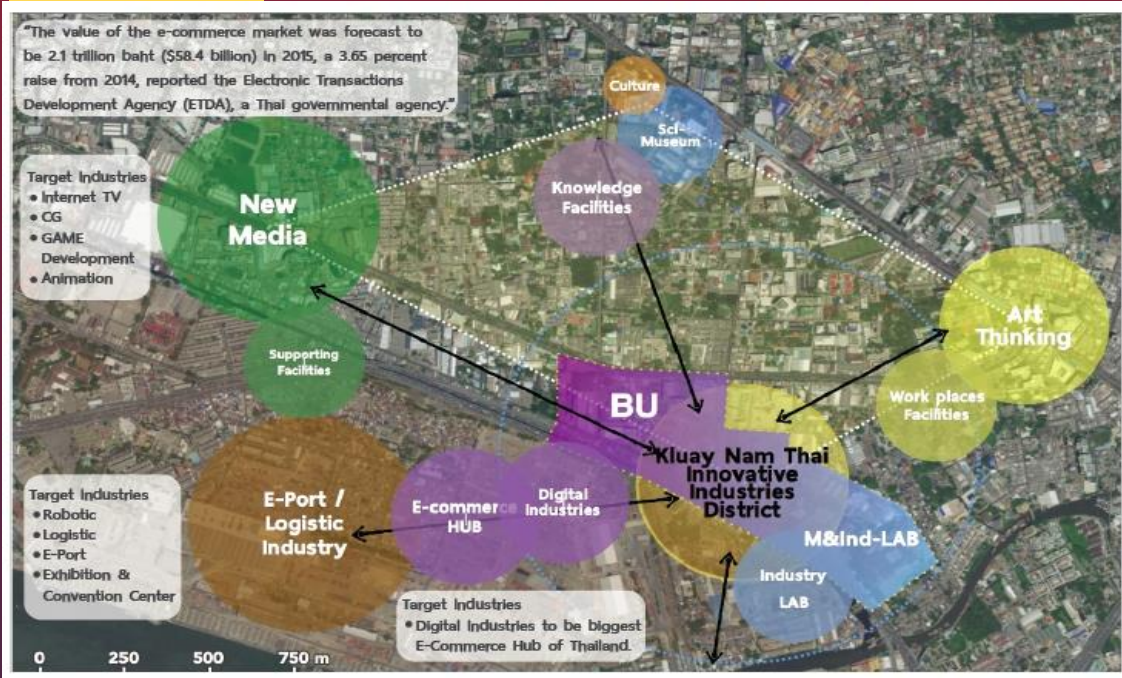 "The value of the e-commerce market was forecast to
be 2.1 trillion baht ($58.4 billion) in 2015, a 3.65 percent
raise from 2014, reported the Electronic Transactions
Development Agency (ETDA), a Thai governmental agency."
Culture
Sci-
Museum
Target Industries
• Internet TV
• CG
• GAME
Development
• Animation
New
Media
Knowledge
Facilities
Art
Thinking
Supporting
Facilities
Work places
Facilities
BU
Kluay Nam Thai
Innovative
Industries
District
Target Industries
• Robotic
• Logistic
• E-Port
• Exhibition &
Convention Center
E-Port /
Logistic
Industry
E-commerce
HUB
Digital
Industries
M&Ind-LAB
Industry
LAB
Target Industries
• Digital Industries to be biggest
E-Commerce Hub of Thailand.
0 250 500 750 m